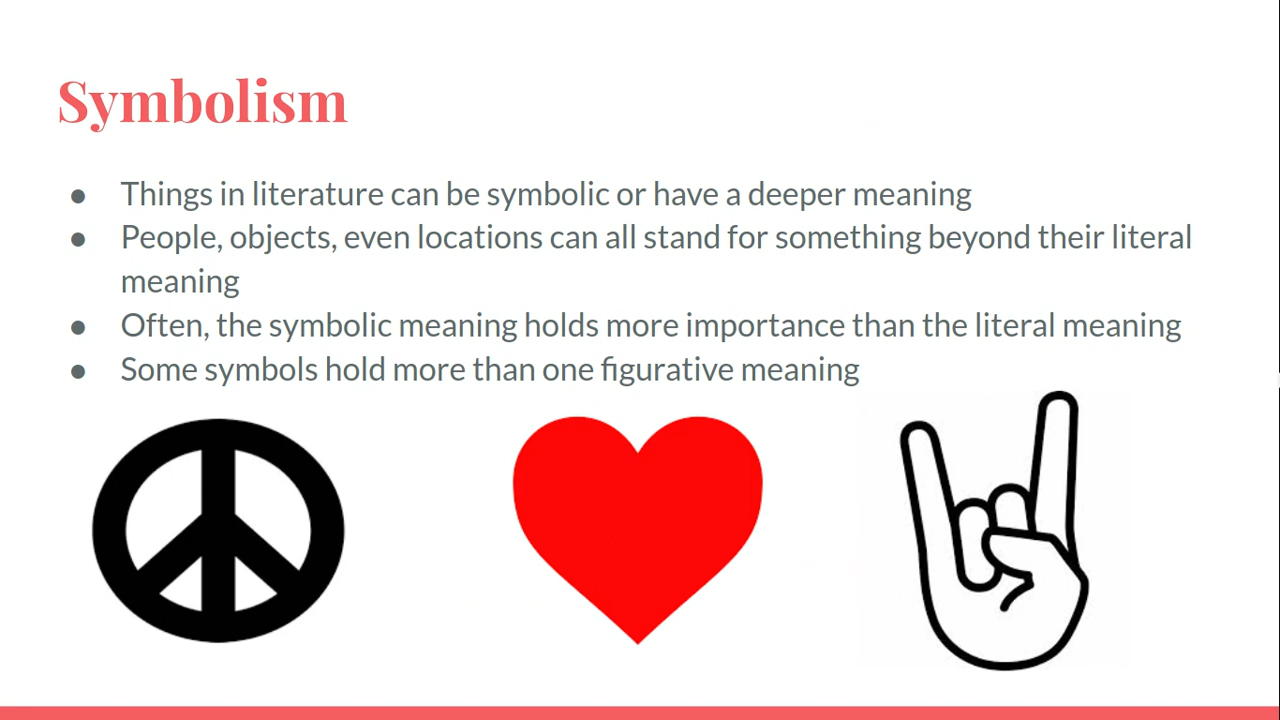 Symbolism
● Things in literature can be symbolic or have a deeper meaning
● People, objects, even locations can all stand for something beyond their literal
meaning
● Often, the symbolic meaning holds more importance than the literal meaning
● Some symbols hold more than one figurative meaning